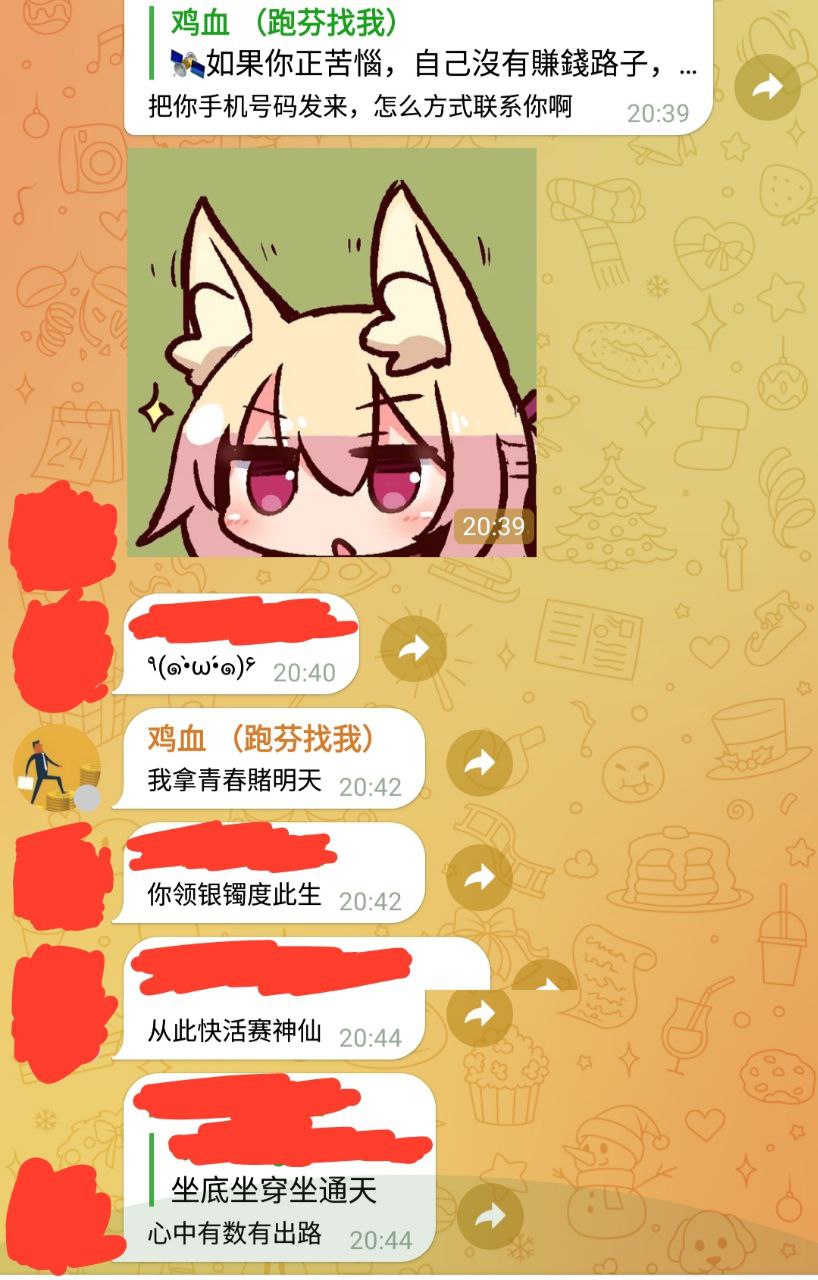 鸡血 （跑芬找我）
🛰如果你正苦惱，自己沒有賺錢路子，...
把你手机号码发来，怎么方式联系你啊
20:39
20:39
٩(๑•̀ω•́๑)۶ 20:40
鸡血 （跑芬找我）
我拿青春賭明天 20:42
你领银镯度此生 20:42
从此快活赛神仙 20:44
坐底坐穿坐通天
心中有数有出路 20:44
24